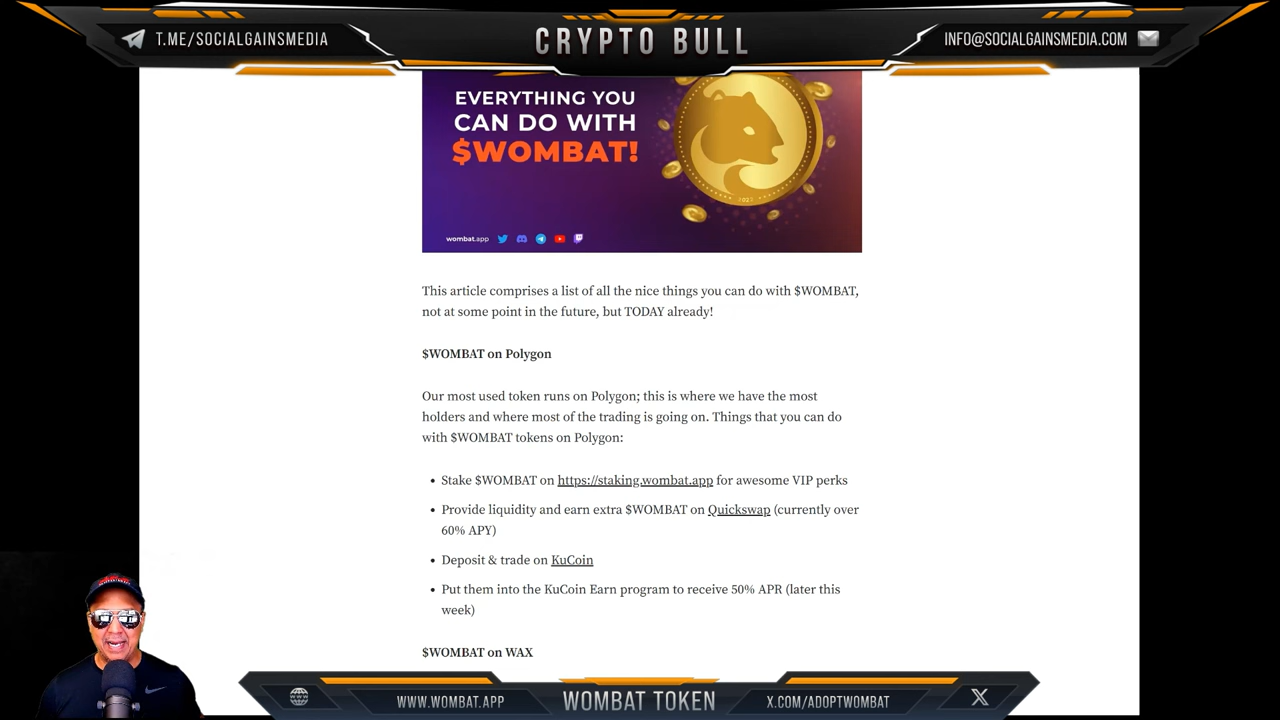 T.ME/SOCIALGAINSMEDIA
CRYPTO BULL
INFO@SOCIALGAINSMEDIA.COM
EVERYTHING YOU
CAN DO WITH
$WOMBAT!
wombat.app
This article comprises a list of all the nice things you can do with $WOMBAT,
not at some point in the future, but TODAY already!
$WOMBAT on Polygon
Our most used token runs on Polygon; this is where we have the most
holders and where most of the trading is going on. Things that you can do
with $WOMBAT tokens on Polygon:
• Stake $WOMBAT on https://staking.wombat.app for awesome VIP perks
• Provide liquidity and earn extra $WOMBAT on Quickswap (currently over
60% APY)
• Deposit & trade on KuCoin
• Put them into the KuCoin Earn program to receive 50% APR (later this
week)
$WOMBAT on WAX
WWW.WOMBAT.APP
WOMBAT TOKEN
X.COM/ADOPTWOMBAT